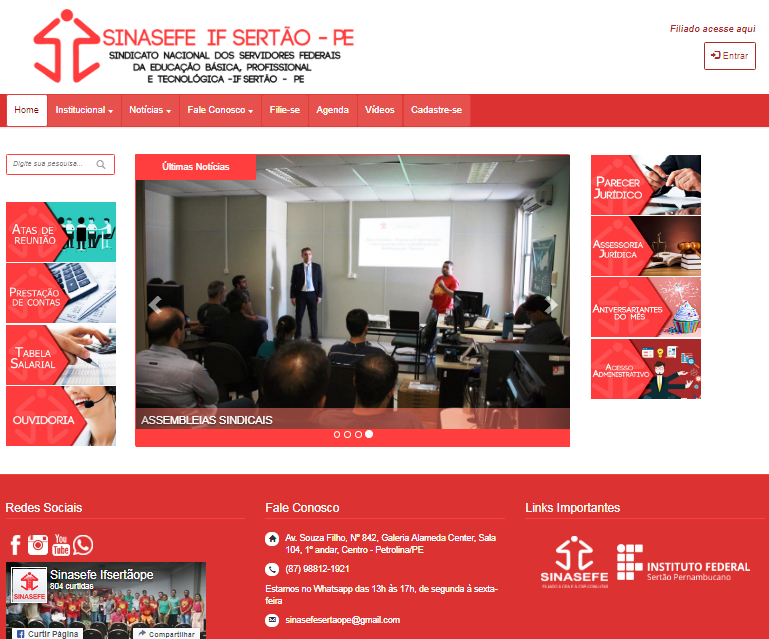 SINASEFE IF SERTÃO - PE
SINDICATO NACIONAL DOS SERVIDORES FEDERAIS
DA EDUCAÇÃO BÁSICA, PROFISSIONAL
E TECNOLÓGICA -IF SERTÃO - PE
Filiado acesse aqui
Entrar
Home Institucional Notícias Fale Conosco Filie-se Agenda Vídeos Cadastre-se
Digite sua pesquisa...
ATAS DE
REUNIÃO
PRESTAÇÃO
DE CONTAS
TABELA
SALARIAL
OUVIDORIA
Últimas Notícias
ASSEMBLEIAS SINDICAIS
PARECER
JURÍDICO
ASSESSORIA
JURÍDICA
ANIVERSARIANTES
DO MÊS
ACESSO
ADMINISTRATIVO
Redes Sociais
You
Tube
Sinasefe Ifsertãope
804 curtidas
SINASEFE
Curtir Página
Compartilhar
Fale Conosco
Av. Souza Filho, Nº 842, Galeria Alameda Center, Sala
104, 1º andar, Centro - Petrolina/PE
(87) 98812-1921
Estamos no Whatsapp das 13h às 17h, de segunda à sexta-
feira
sinasefesertaope@gmail.com
Links Importantes
SINASEFE
INSTITUTO FEDERAL
Sertão Pernambucano